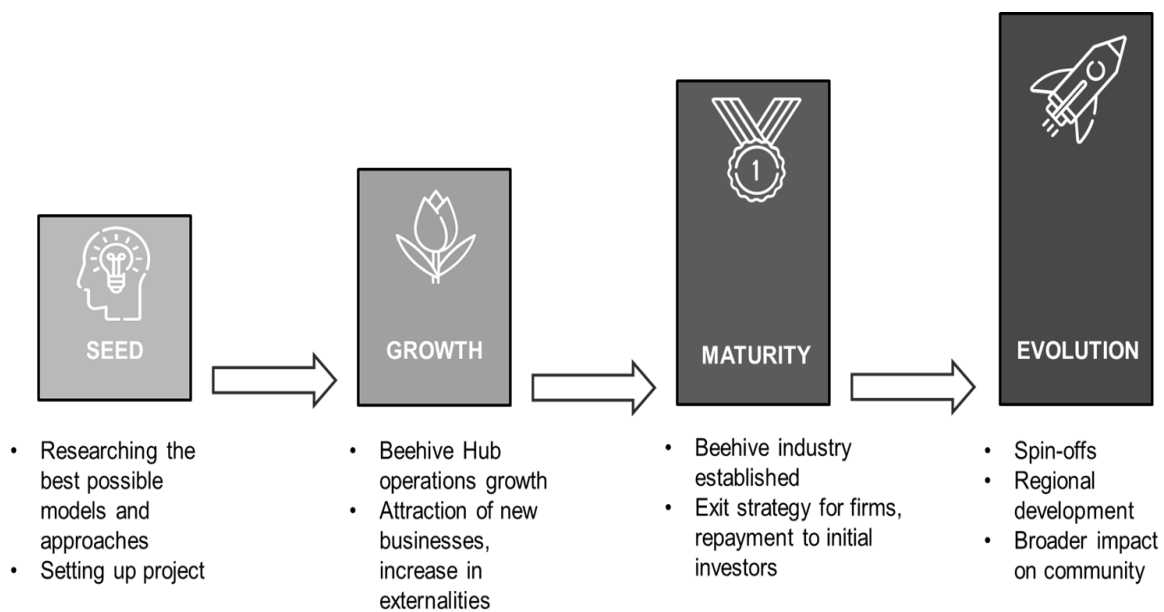 1
SEED
GROWTH
MATURITY
EVOLUTION
• Researching the
best possible
models and
approaches
• Setting up project
• Beehive Hub
operations growth
• Attraction of new
businesses,
increase in
externalities
• Beehive industry
established
• Exit strategy for firms,
repayment to initial
investors
• Spin-offs
• Regional
development
• Broader impact
on community